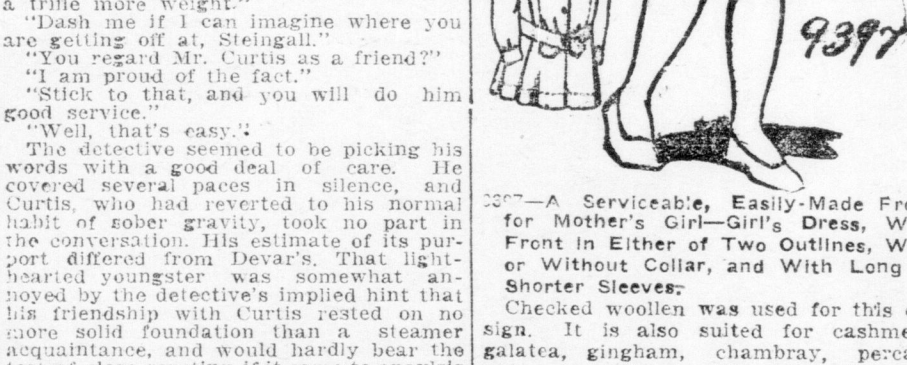 a trifle more weight."
"Dash me if I can imagine where you
are getting off at, Steingall."
"You regard Mr. Curtis as a friend?"
"I am proud of the fact."
"Stick to that, and you will do him
good service."
"Well, that's easy."
The detective seemed to be picking his
words with a good deal of care. He
covered several paces in silence, and
Curtis, who had reverted to his normal
habit of sober gravity, took no part in
the conversation. His estimate of its pur-
port differed from Devar's. That light-
hearted youngster was somewhat an-
noyed by the detective's implied hint that
his friendship with Curtis rested on no
more solid foundation than a steamer
acquaintance, and would hardly bear the
9397
9397—A Serviceable, Easily-Made Fro
for Mother's Girl—Girl's Dress, W
Front in Either of Two Outlines, W
or Without Collar, and With Long
Shorter Sleeves.
Checked woollen was used for this
sign. It is also suited for cashme
galatea, gingham, chambray, perca